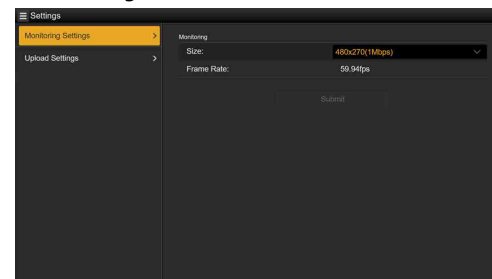 Settings
Monitoring Settings
Upload Settings
Monitoring
Size: 480x270(1Mbps)
Frame Rate: 59.94fps
Submit